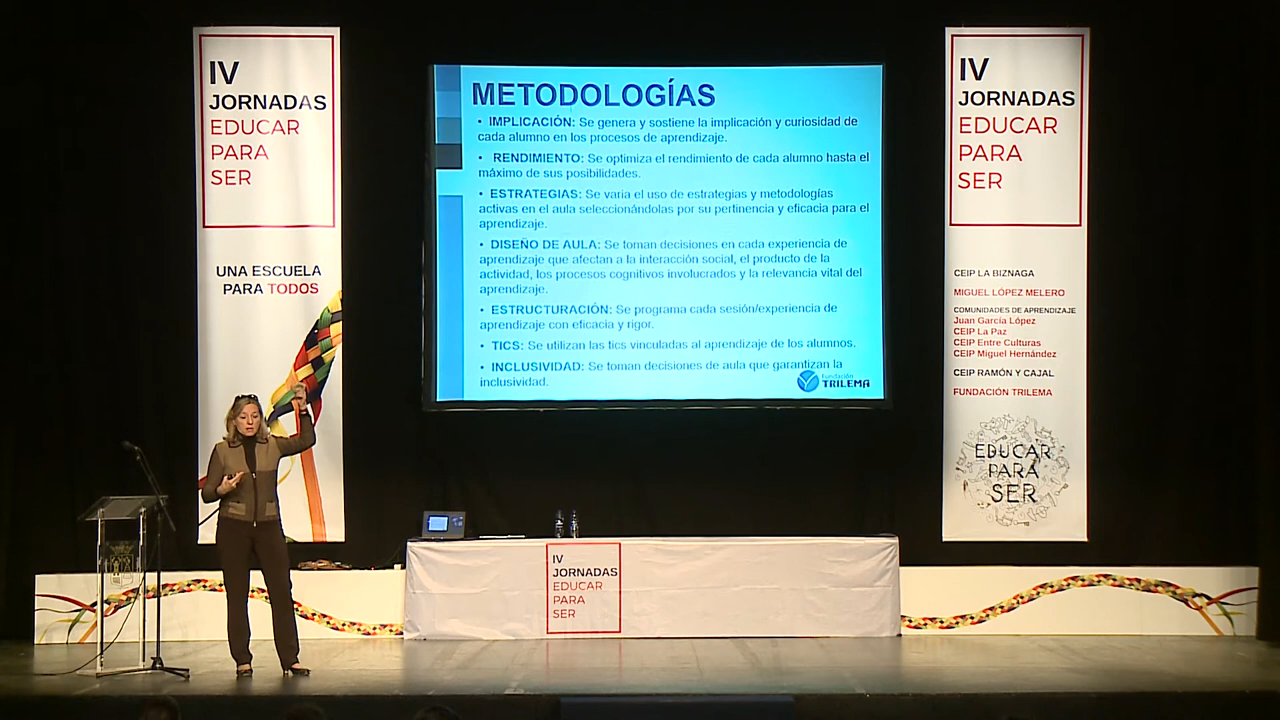 IV
JORNADAS
EDUCAR
PARA
SER
UNA ESCUELA
PARA TODOS
METODOLOGÍAS
• IMPLICACIÓN: Se genera y sostiene la implicación y curiosidad de
cada alumno en los procesos de aprendizaje.
• RENDIMIENTO: Se optimiza el rendimiento de cada alumno hasta el
máximo de sus posibilidades.
• ESTRATEGIAS: Se varia el uso de estrategias y metodologías
activas en el aula seleccionándolas por su pertinencia y eficacia para el
aprendizaje.
• DISEÑO DE AULA: Se toman decisiones en cada experiencia de
aprendizaje que afectan a la interacción social, el producto de la
actividad, los procesos cognitivos involucrados y la relevancia vital del
aprendizaje.
• ESTRUCTURACIÓN: Se programa cada sesión/experiencia de
aprendizaje con eficacia y rigor.
• TICS: Se utilizan las tics vinculadas al aprendizaje de los alumnos.
• INCLUSIVIDAD: Se toman decisiones de aula que garantizan la
inclusividad.
Fundación
TRILEMA
IV
JORNADAS
EDUCAR
PARA
SER
CEIP LA BIZNAGA
MIGUEL LÓPEZ MELERO
COMUNIDADES DE APRENDIZAJE
Juan García López
CEIP La Paz
CEIP Entre Culturas
CEIP Miguel Hernández
CEIP RAMÓN Y CAJAL
FUNDACIÓN TRILEMA
EDUCAR
PARA
SER
IV
JORNADAS
EDUCAR
PARA
SER